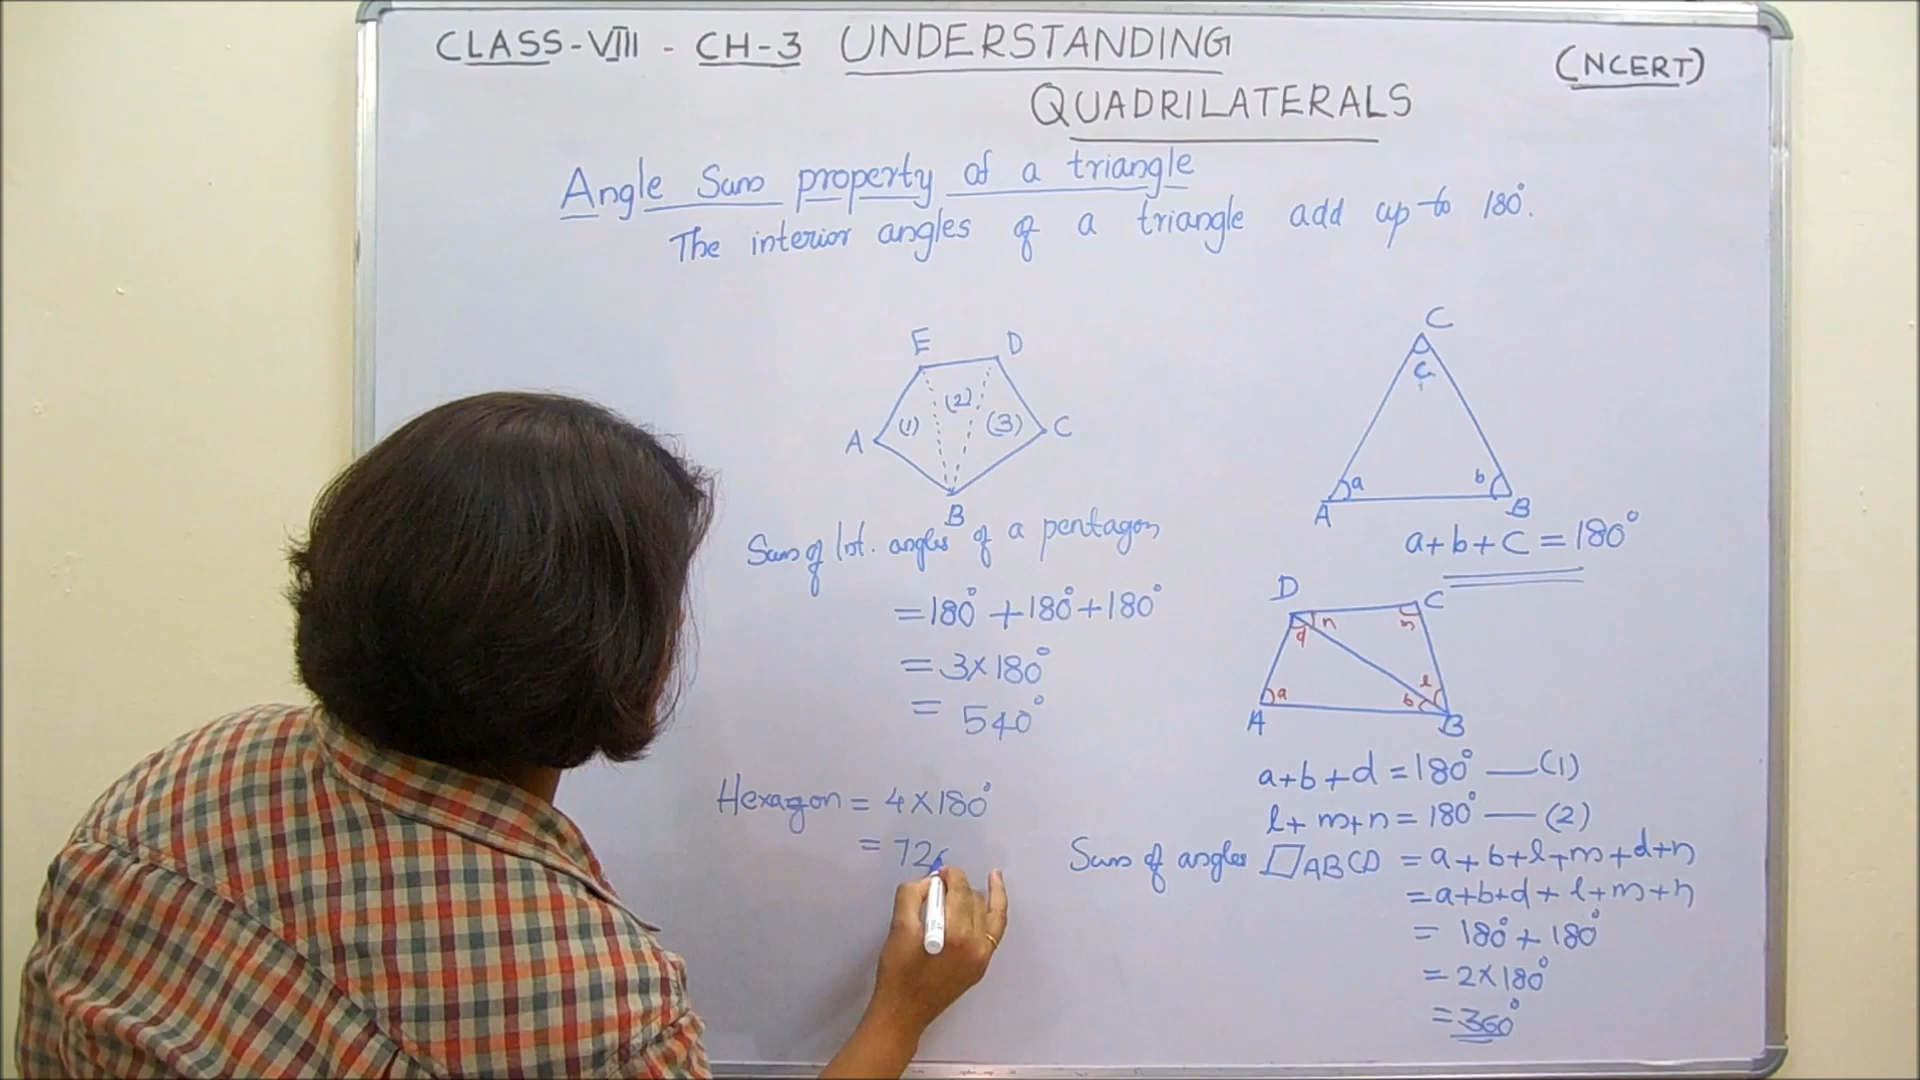 CLASS-VIII - CH-3 UNDERSTANDING
QUADRILATERALS
(NCERT)
Angle Sum property of a triangle
The interior angles of a triangle add up to 180°.
E D
(1) (2) (3)
A C
B
Sum of Int. angles of a pentagon
= 180° + 180° + 180°
= 3×180°
= 540°
Hexagon = 4×180°
= 72
C
c
a b
A B
a+b+c = 180°
D C
d n m
a b l
A B
a+b+d = 180° —(1)
l+m+n = 180° —(2)
Sum of angles ▱ABCD = a+b+l+m+d+n
= a+b+d+l+m+n
= 180°+180°
= 2×180°
= 360°